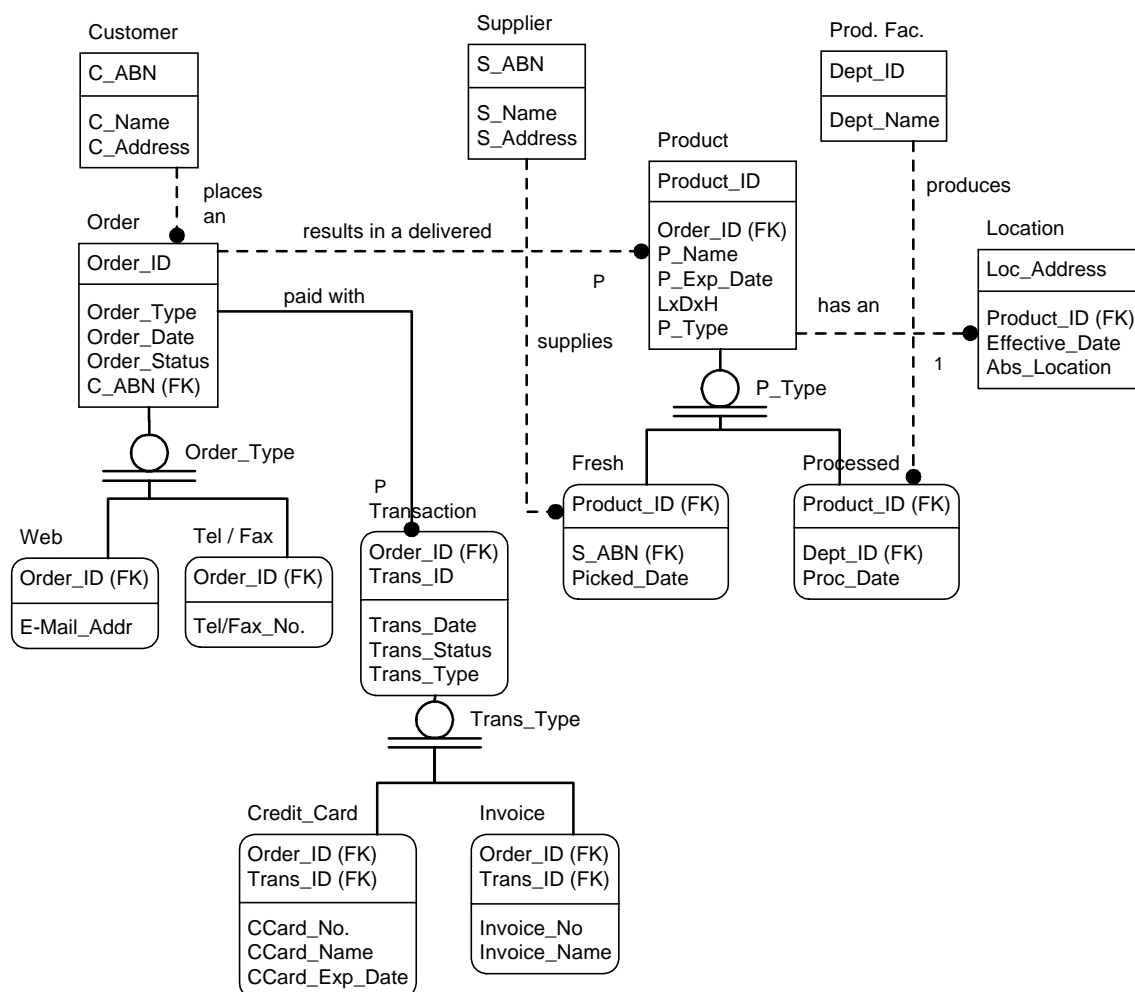 Customer
C_ABN
C_Name
C_Address
Supplier
S_ABN
S_Name
S_Address
Prod. Fac.
Dept_ID
Dept_Name
places
an
produces
Product
Product_ID
Order_ID (FK)
P_Name
P_Exp_Date
LxDxH
P_Type
Order
Order_ID
Order_Type
Order_Date
Order_Status
C_ABN (FK)
results in a delivered
P
paid with
supplies
has an
Location
Loc_Address
Product_ID (FK)
Effective_Date
Abs_Location
1
P_Type
Order_Type
Fresh
Product_ID (FK)
S_ABN (FK)
Picked_Date
Processed
Product_ID (FK)
Dept_ID (FK)
Proc_Date
Web
Order_ID (FK)
E-Mail_Addr
Tel / Fax
Order_ID (FK)
Tel/Fax_No.
P
Transaction
Order_ID (FK)
Trans_ID
Trans_Date
Trans_Status
Trans_Type
Trans_Type
Credit_Card
Order_ID (FK)
Trans_ID (FK)
CCard_No.
CCard_Name
CCard_Exp_Date
Invoice
Order_ID (FK)
Trans_ID (FK)
Invoice_No
Invoice_Name